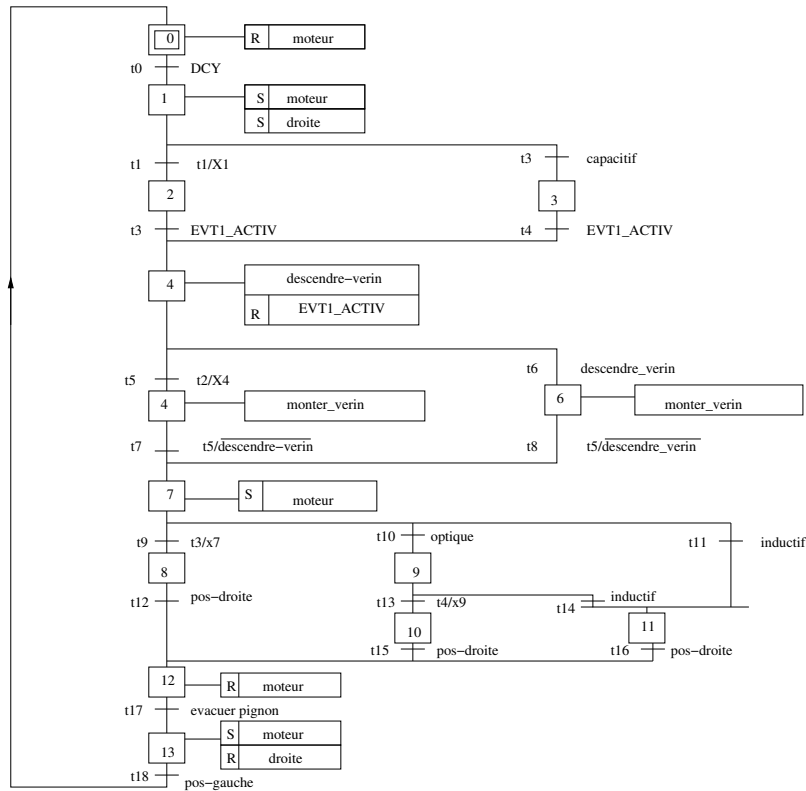 0 R moteur
t0 DCY
1 S moteur
S droite
t1 t1/X1 t3 capacitif
2 3
t3 EVT1_ACTIV t4 EVT1_ACTIV
4 descendre-verin
R EVT1_ACTIV
t6 descendre_verin
t5 t2/X4
4 monter_verin 6 monter_verin
t7 t5/descendre-verin t8 t5/descendre_verin
7 S moteur
t9 t3/x7 t10 optique t11 inductif
8 9
t12 pos-droite t13 t4/x9 t14 inductif
10 11
t15 pos-droite t16 pos-droite
12 R moteur
t17 evacuer pignon
13 S moteur
R droite
t18 pos-gauche